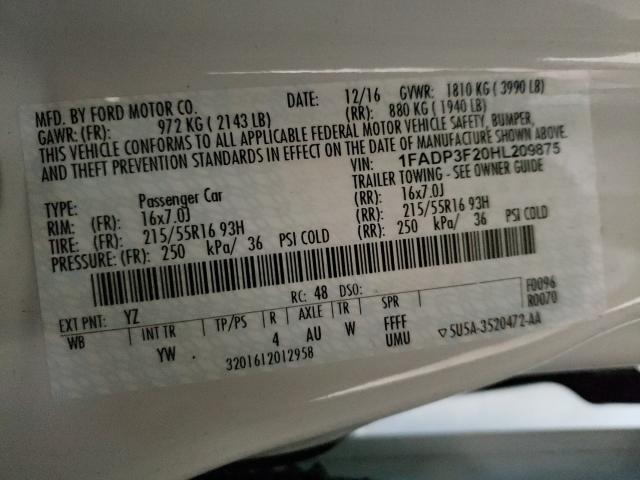 MFD. BY FORD MOTOR CO. DATE: 12/16 GVWR: 1810 KG ( 3990 LB)
GAWR: (FR): 972 KG ( 2143 LB) (RR): 880 KG ( 1940 LB)
THIS VEHICLE CONFORMS TO ALL APPLICABLE FEDERAL MOTOR VEHICLE SAFETY, BUMPER,
AND THEFT PREVENTION STANDARDS IN EFFECT ON THE DATE OF MANUFACTURE SHOWN ABOVE.
VIN: 1FADP3F20HL209875
TYPE: Passenger Car TRAILER TOWING - SEE OWNER GUIDE
RIM: (FR): 16x7.0J (RR): 16x7.0J
TIRE: (FR): 215/55R16 93H (RR): 215/55R16 93H
PRESSURE: (FR): 250 kPa/ 36 PSI COLD (RR): 250 kPa/ 36 PSI COLD
EXT PNT: YZ RC: 48 DSO: F0096
R0070
WB INT TR TP/PS R AXLE TR SPR
YW 4 AU W FFFF
UMU
3201612012958 ▽ 5U5A-3520472-AA